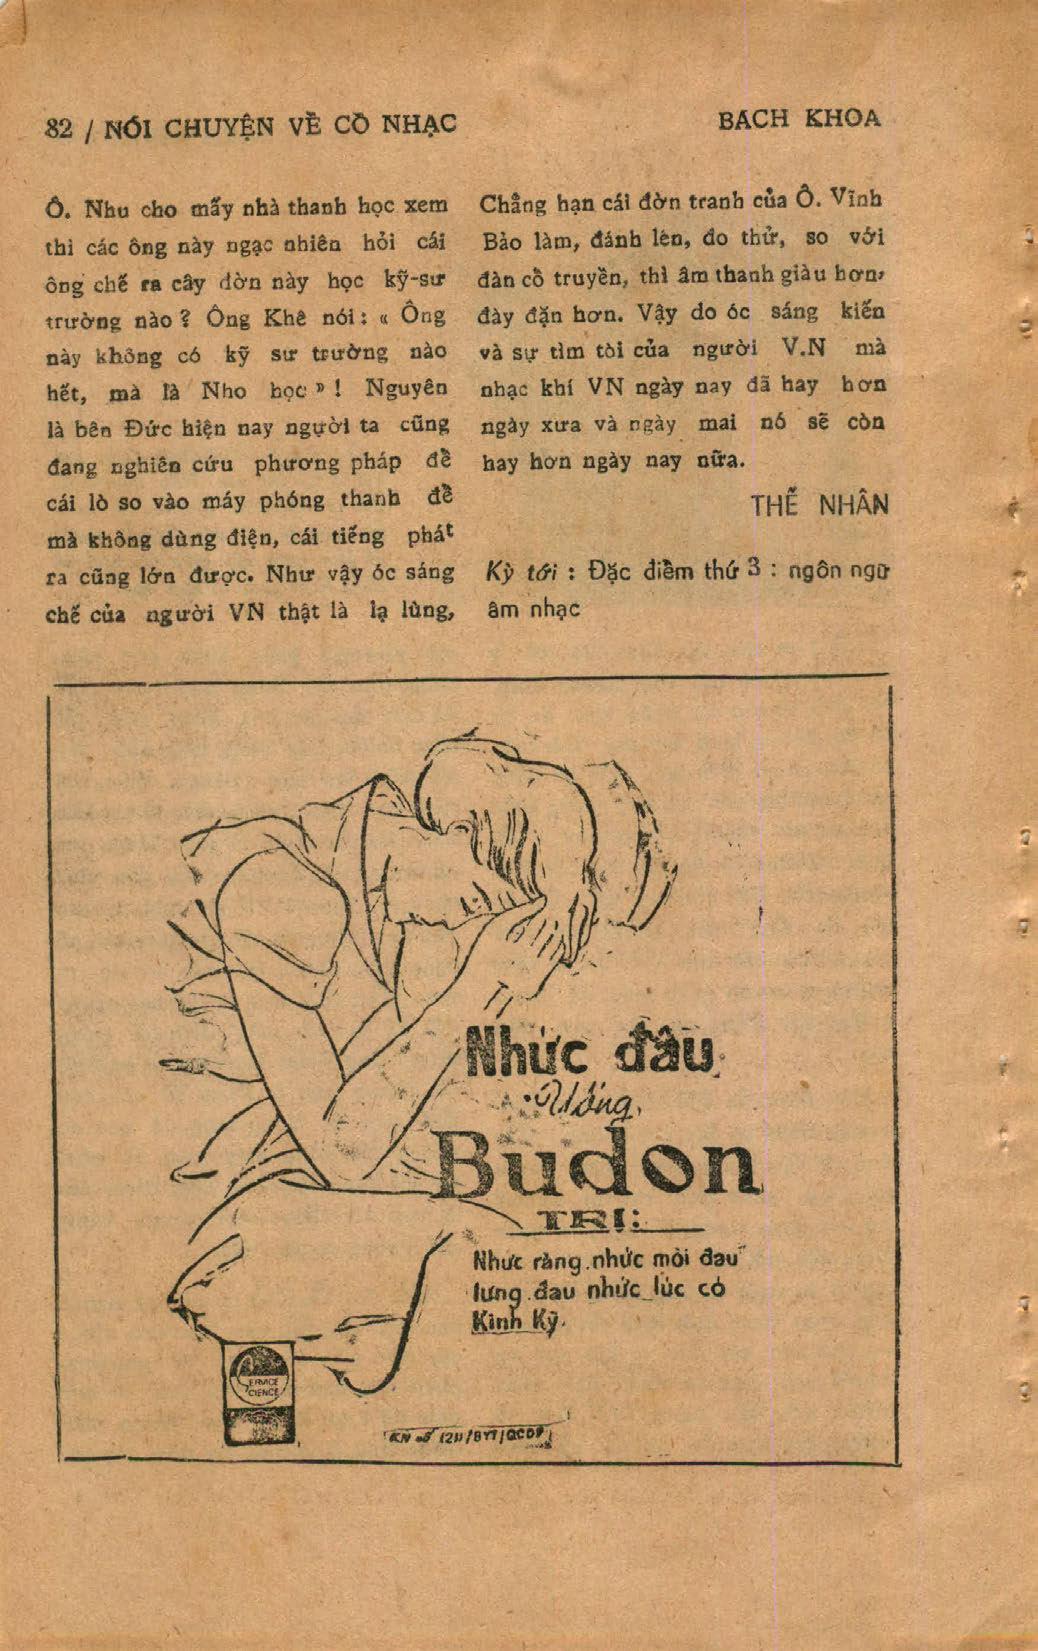 82 / NÓI CHUYỆN VỀ CỔ NHẠC
BACH KHOA
Ô. Nhu cho mấy nhà thanh học xem
thì các ông này ngạc nhiên hỏi cái
ông chế ra cây đờn này học kỹ-sư
trường nào ? Ông Khê nói : « Ông
này không có kỹ sư trường nào
hết, mà là Nho học » ! Nguyên
là bên Đức hiện nay người ta cũng
đang nghiên cứu phương pháp để
cái lò so vào máy phóng thanh để
mà không dùng điện, cái tiếng phát
ra cũng lớn được. Như vậy óc sáng
chế của người VN thật là lạ lùng,
Chẳng hạn cái đờn tranh của Ô. Vĩnh
Bảo làm, đánh lên, đo thử, so với
đàn cổ truyền, thì âm thanh giàu hơn,
đày đặn hơn. Vậy do óc sáng kiến
và sự tìm tòi của người V.N mà
nhạc khí VN ngày nay đã hay hơn
ngày xưa và ngày mai nó sẽ còn
hay hơn ngày nay nữa.
THẾ NHÂN
Kỳ tới : Đặc điểm thứ 3 : ngôn ngữ
âm nhạc
Nhức đầu
Uống
Budon
TRỊ:
Nhức răng.nhức mỏi đau
lưng.đau nhức lúc có
Kinh Kỳ.
SERVICE
SCIENCE